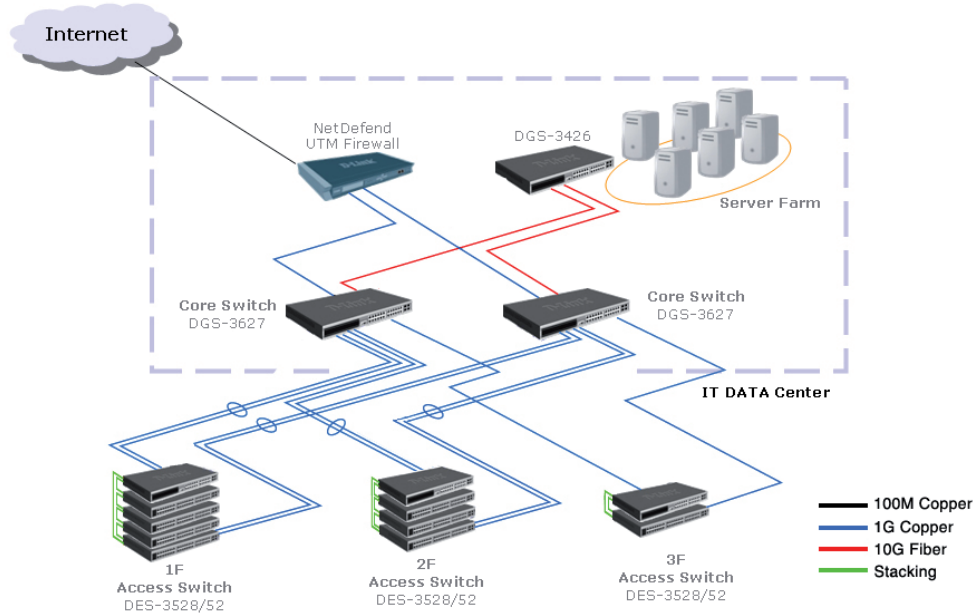 Internet
NetDefend
UTM Firewall
DGS-3426
Server Farm
Core Switch
DGS-3627
Core Switch
DGS-3627
IT DATA Center
1F
Access Switch
DES-3528/52
2F
Access Switch
DES-3528/52
3F
Access Switch
DES-3528/52
100M Copper
1G Copper
10G Fiber
Stacking